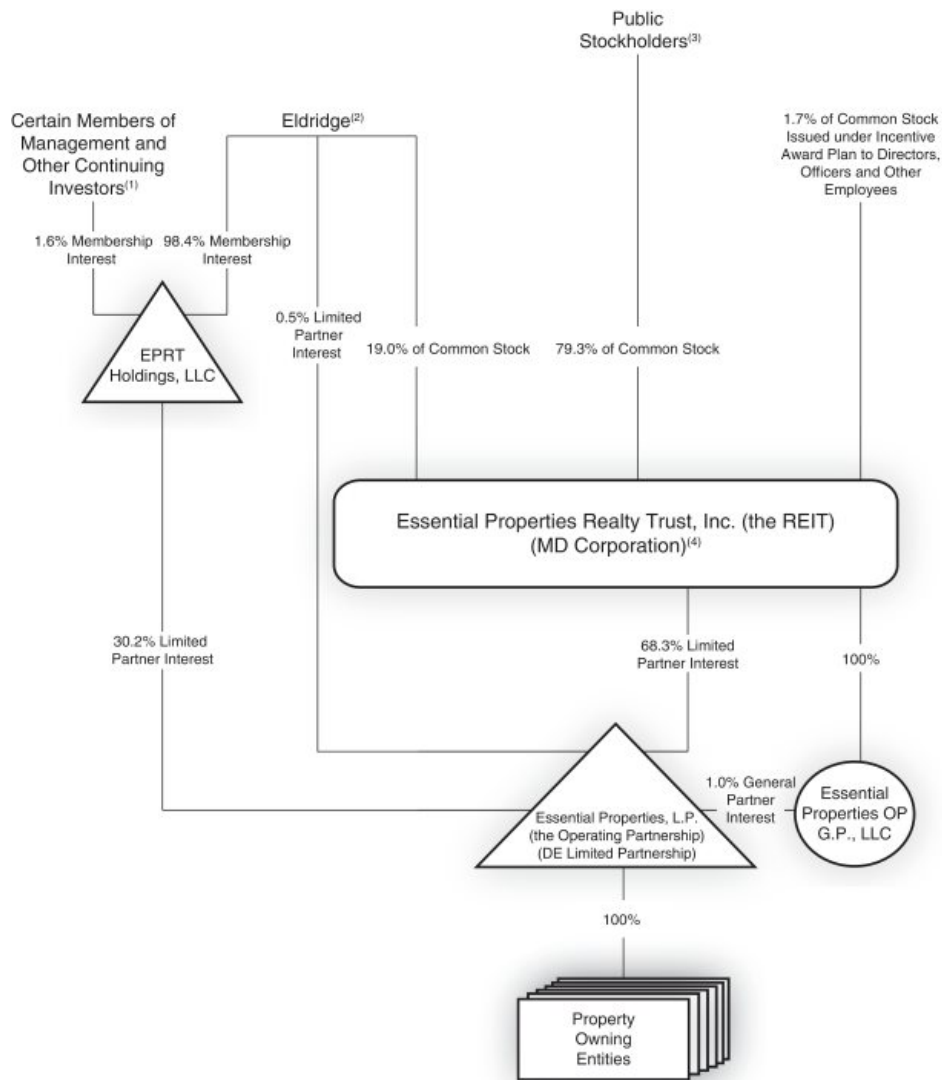 Public
Stockholders(3)
Certain Members of
Management and
Other Continuing
Investors(1)
Eldridge(2)
1.7% of Common Stock
Issued under Incentive
Award Plan to Directors,
Officers and Other
Employees
1.6% Membership
Interest
98.4% Membership
Interest
0.5% Limited
Partner
Interest
19.0% of Common Stock
79.3% of Common Stock
EPRT
Holdings, LLC
Essential Properties Realty Trust, Inc. (the REIT)
(MD Corporation)(4)
30.2% Limited
Partner Interest
68.3% Limited
Partner Interest
100%
1.0% General
Partner
Interest
Essential
Properties OP
G.P., LLC
Essential Properties, L.P.
(the Operating Partnership)
(DE Limited Partnership)
100%
Property
Owning
Entities